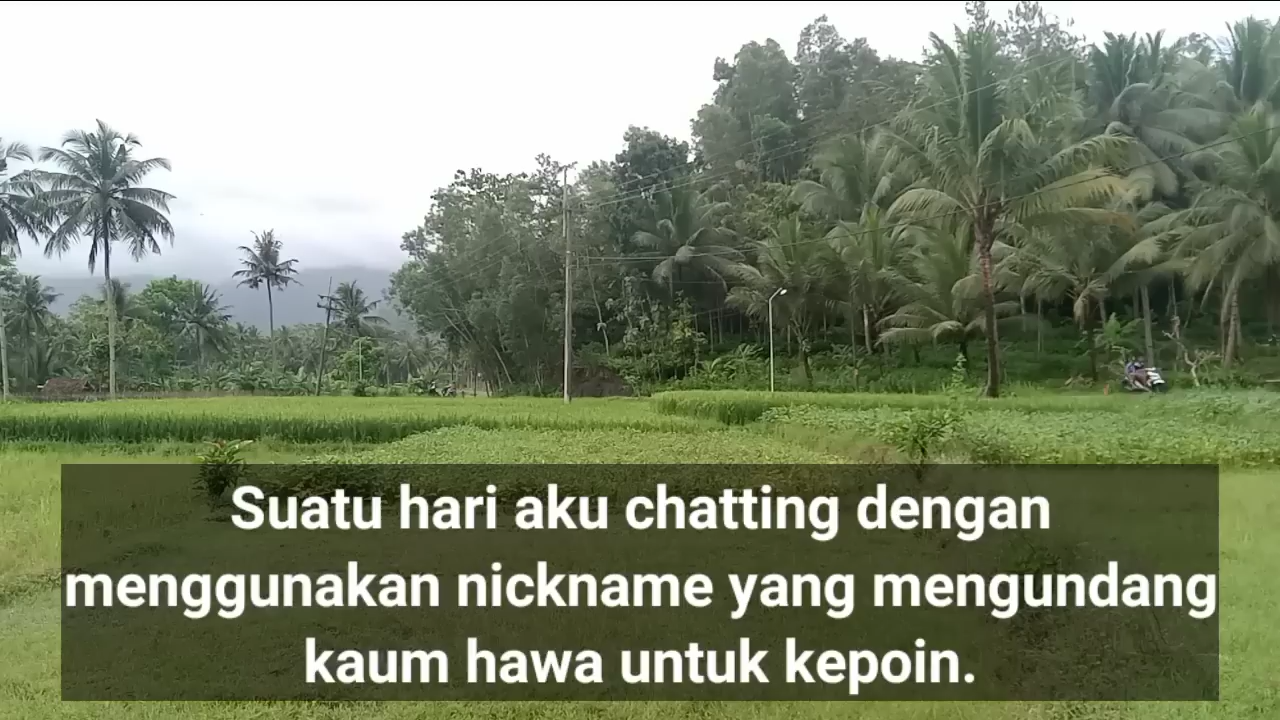 Suatu hari aku chatting dengan
menggunakan nickname yang mengundang
kaum hawa untuk kepoin.